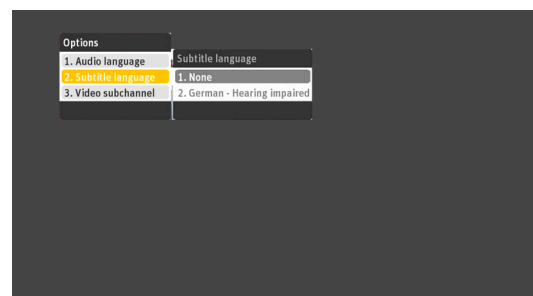 Options
1. Audio language
2. Subtitle language
3. Video subchannel
Subtitle language
1. None
2. German - Hearing impaired